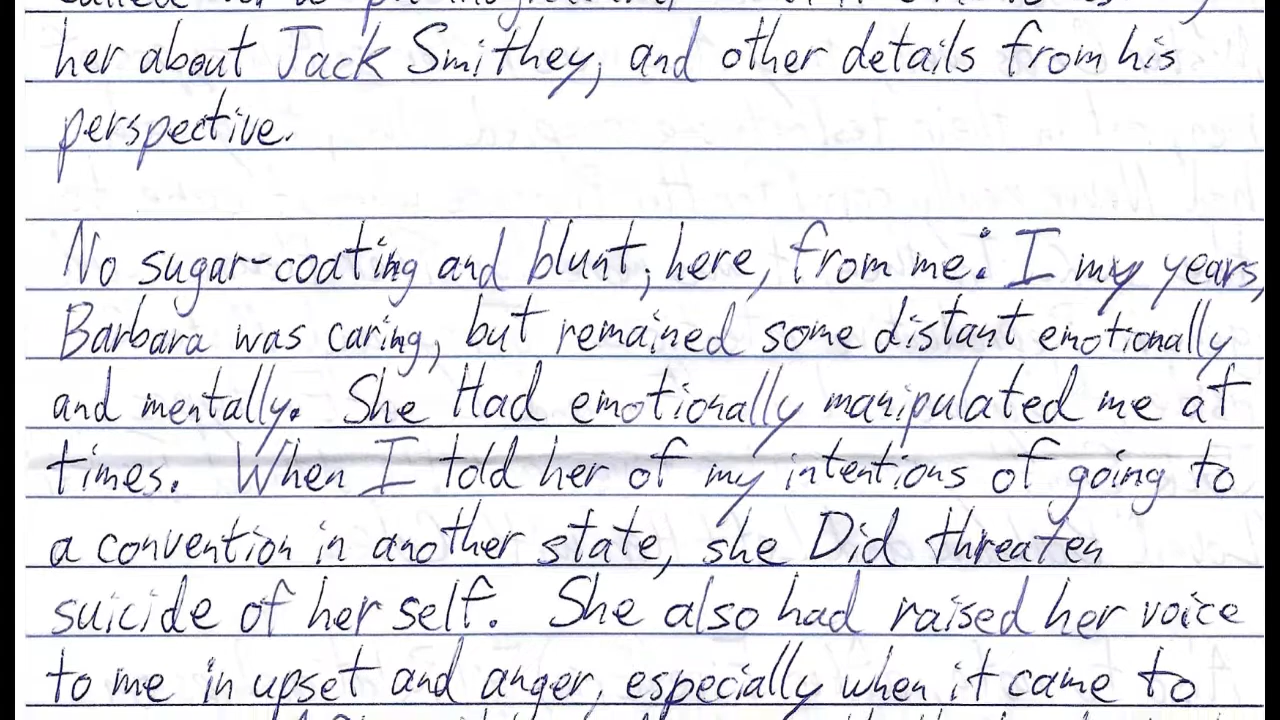 her about Jack Smithey, and other details from his
perspective.
No sugar-coating and blunt, here, from me: I my years,
Barbara was caring, but remained some distant emotionally
and mentally. She Had emotionally manipulated me at
times. When I told her of my intentions of going to
a convention in another state, she Did threaten
suicide of her self. She also had raised her voice
to me in upset and anger, especially when it came to